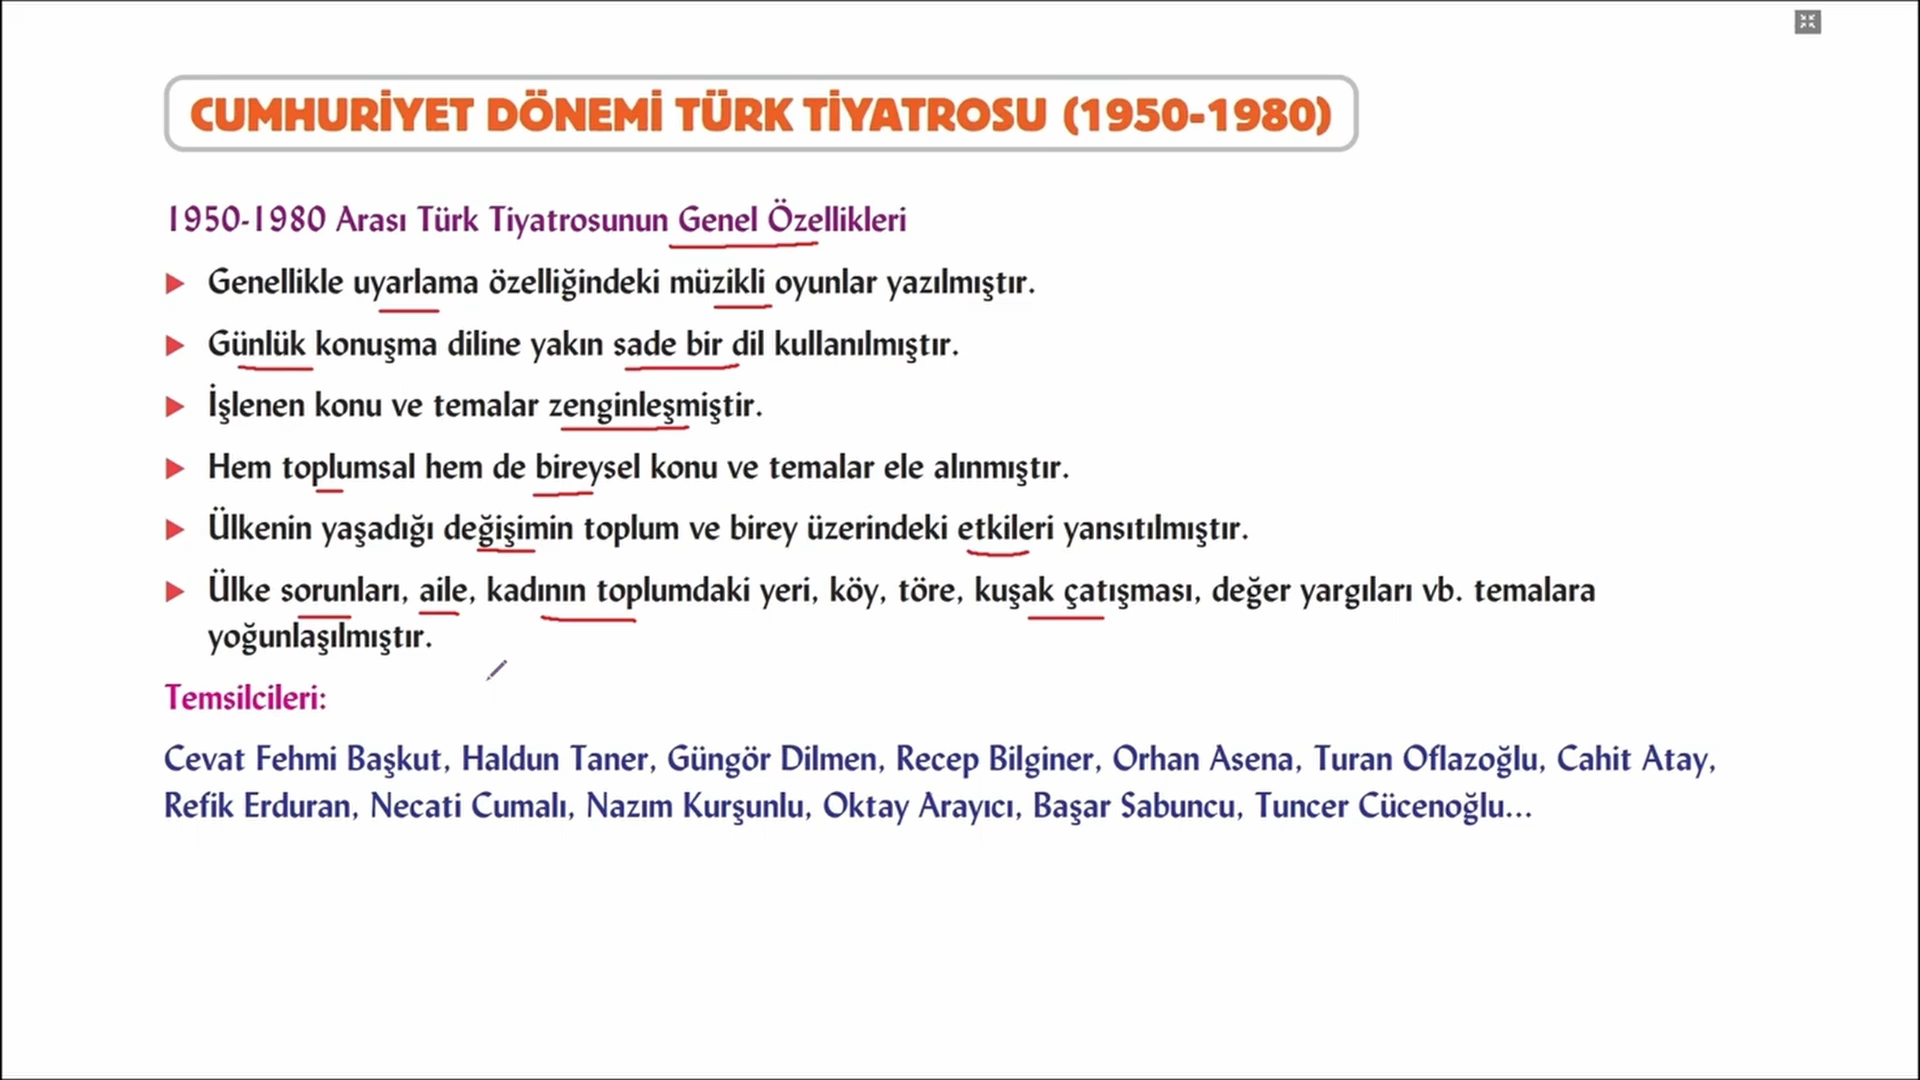 CUMHURİYET DÖNEMİ TÜRK TİYATROSU (1950-1980)
1950-1980 Arası Türk Tiyatrosunun Genel Özellikleri
Genellikle uyarlama özelliğindeki müzikli oyunlar yazılmıştır.
Günlük konuşma diline yakın sade bir dil kullanılmıştır.
İşlenen konu ve temalar zenginleşmiştir.
Hem toplumsal hem de bireysel konu ve temalar ele alınmıştır.
Ülkenin yaşadığı değişimin toplum ve birey üzerindeki etkileri yansıtılmıştır.
Ülke sorunları, aile, kadının toplumdaki yeri, köy, töre, kuşak çatışması, değer yargıları vb. temalara
yoğunlaşılmıştır.
Temsilcileri:
Cevat Fehmi Başkut, Haldun Taner, Güngör Dilmen, Recep Bilginer, Orhan Asena, Turan Oflazoğlu, Cahit Atay,
Refik Erduran, Necati Cumalı, Nazım Kurşunlu, Oktay Arayıcı, Başar Sabuncu, Tuncer Cücenoğlu...